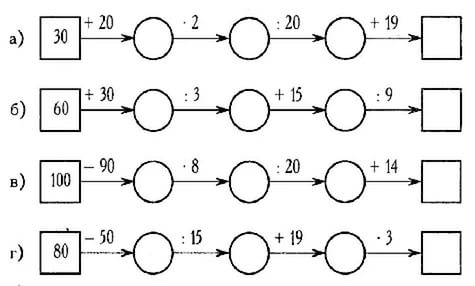 а) 30 + 20 · 2 : 20 + 19
б) 60 + 30 : 3 + 15 : 9
в) 100 − 90 · 8 : 20 + 14
г) 80 − 50 : 15 + 19 · 3